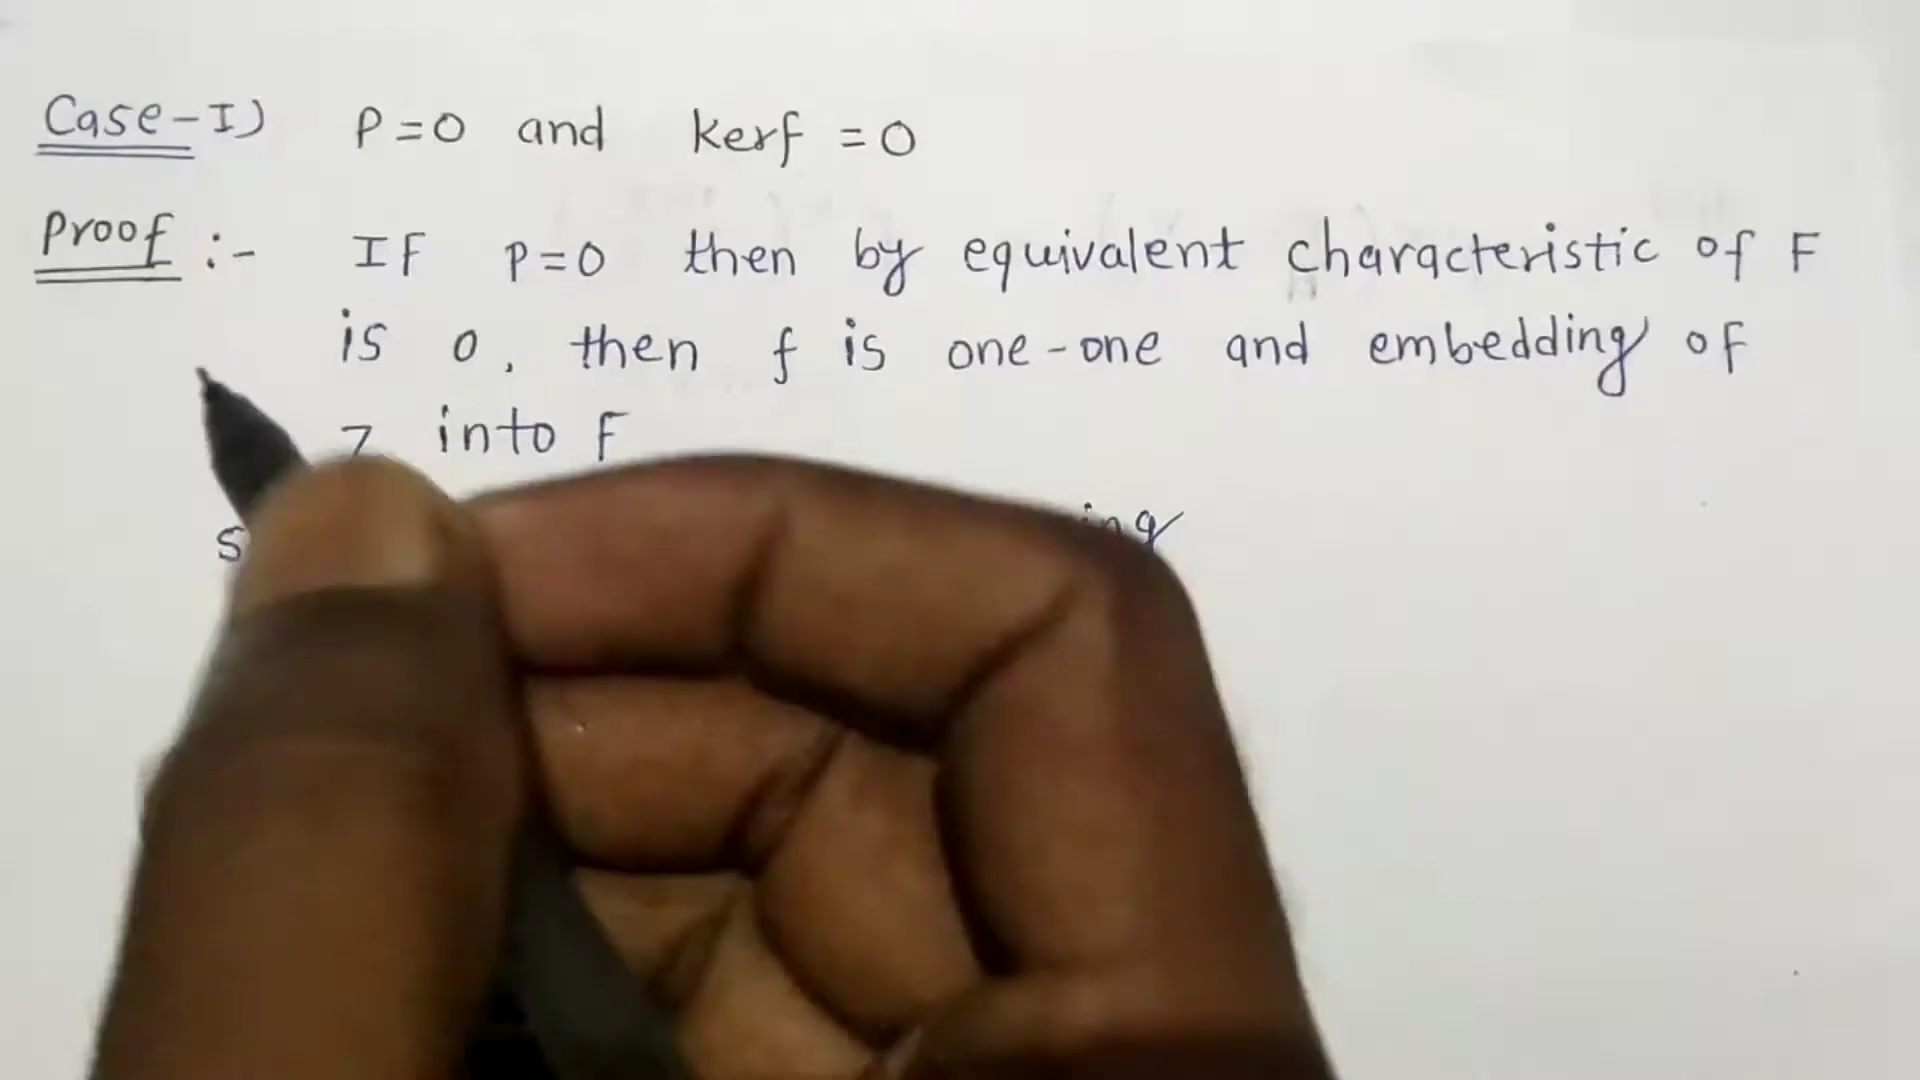 Case-I) P=0 and kerf =0
Proof :- IF P=0 then by equivalent characteristic of F
is 0, then f is one-one and embedding of
Z into F